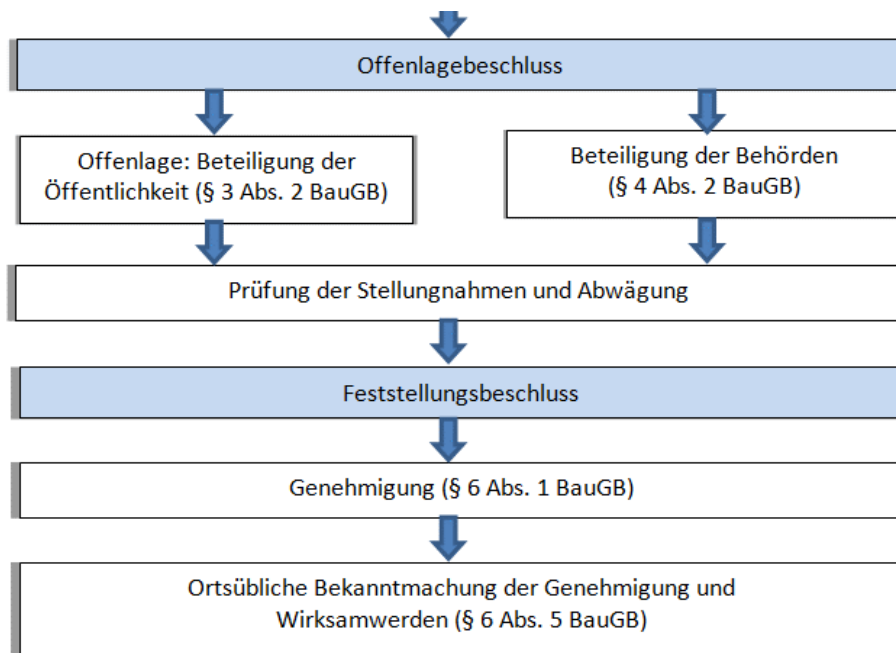 Offenlagebeschluss
Offenlage: Beteiligung der
Öffentlichkeit (§ 3 Abs. 2 BauGB)
Beteiligung der Behörden
(§ 4 Abs. 2 BauGB)
Prüfung der Stellungnahmen und Abwägung
Feststellungsbeschluss
Genehmigung (§ 6 Abs. 1 BauGB)
Ortsübliche Bekanntmachung der Genehmigung und
Wirksamwerden (§ 6 Abs. 5 BauGB)